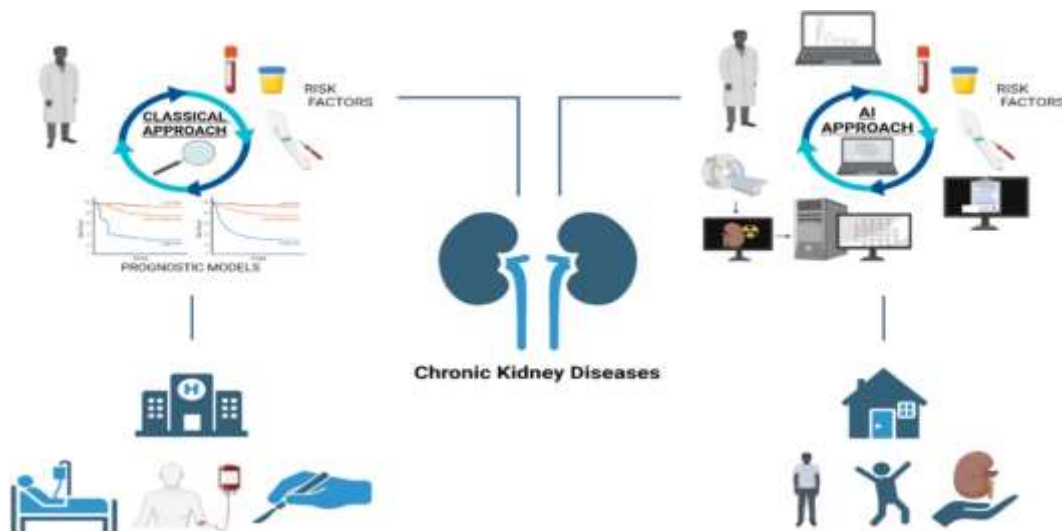 RISK
FACTORS
CLASSICAL
APPROACH
PROGNOSTIC MODELS
AI
APPROACH
RISK
FACTORS
Chronic Kidney Diseases
H